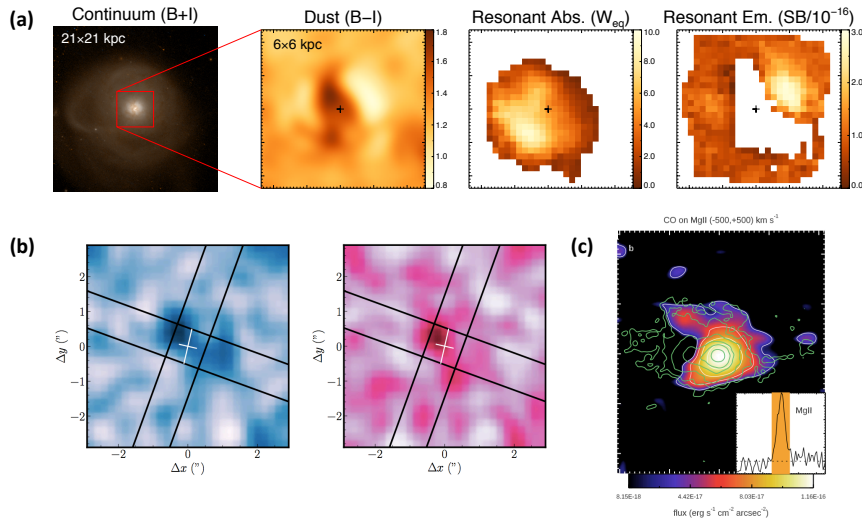 (a)
Continuum (B+I)
Dust (B−I)
Resonant Abs. (Weq)
Resonant Em. (SB/10⁻¹⁶)
21×21 kpc
6×6 kpc
1.8
1.6
1.4
1.2
1.0
0.8
10.0
8.0
6.0
4.0
2.0
0.0
3.0
2.0
1.0
0.0
(b)
Δy (")
2
1
0
−1
−2
−2
0
2
Δx (")
Δy (")
2
1
0
−1
−2
−2
0
2
Δx (")
(c)
CO on MgII (-500,+500) km s⁻¹
b
MgII
8.15E-18
4.42E-17
8.03E-17
1.16E-16
flux (erg s⁻¹ cm⁻² arcsec⁻²)